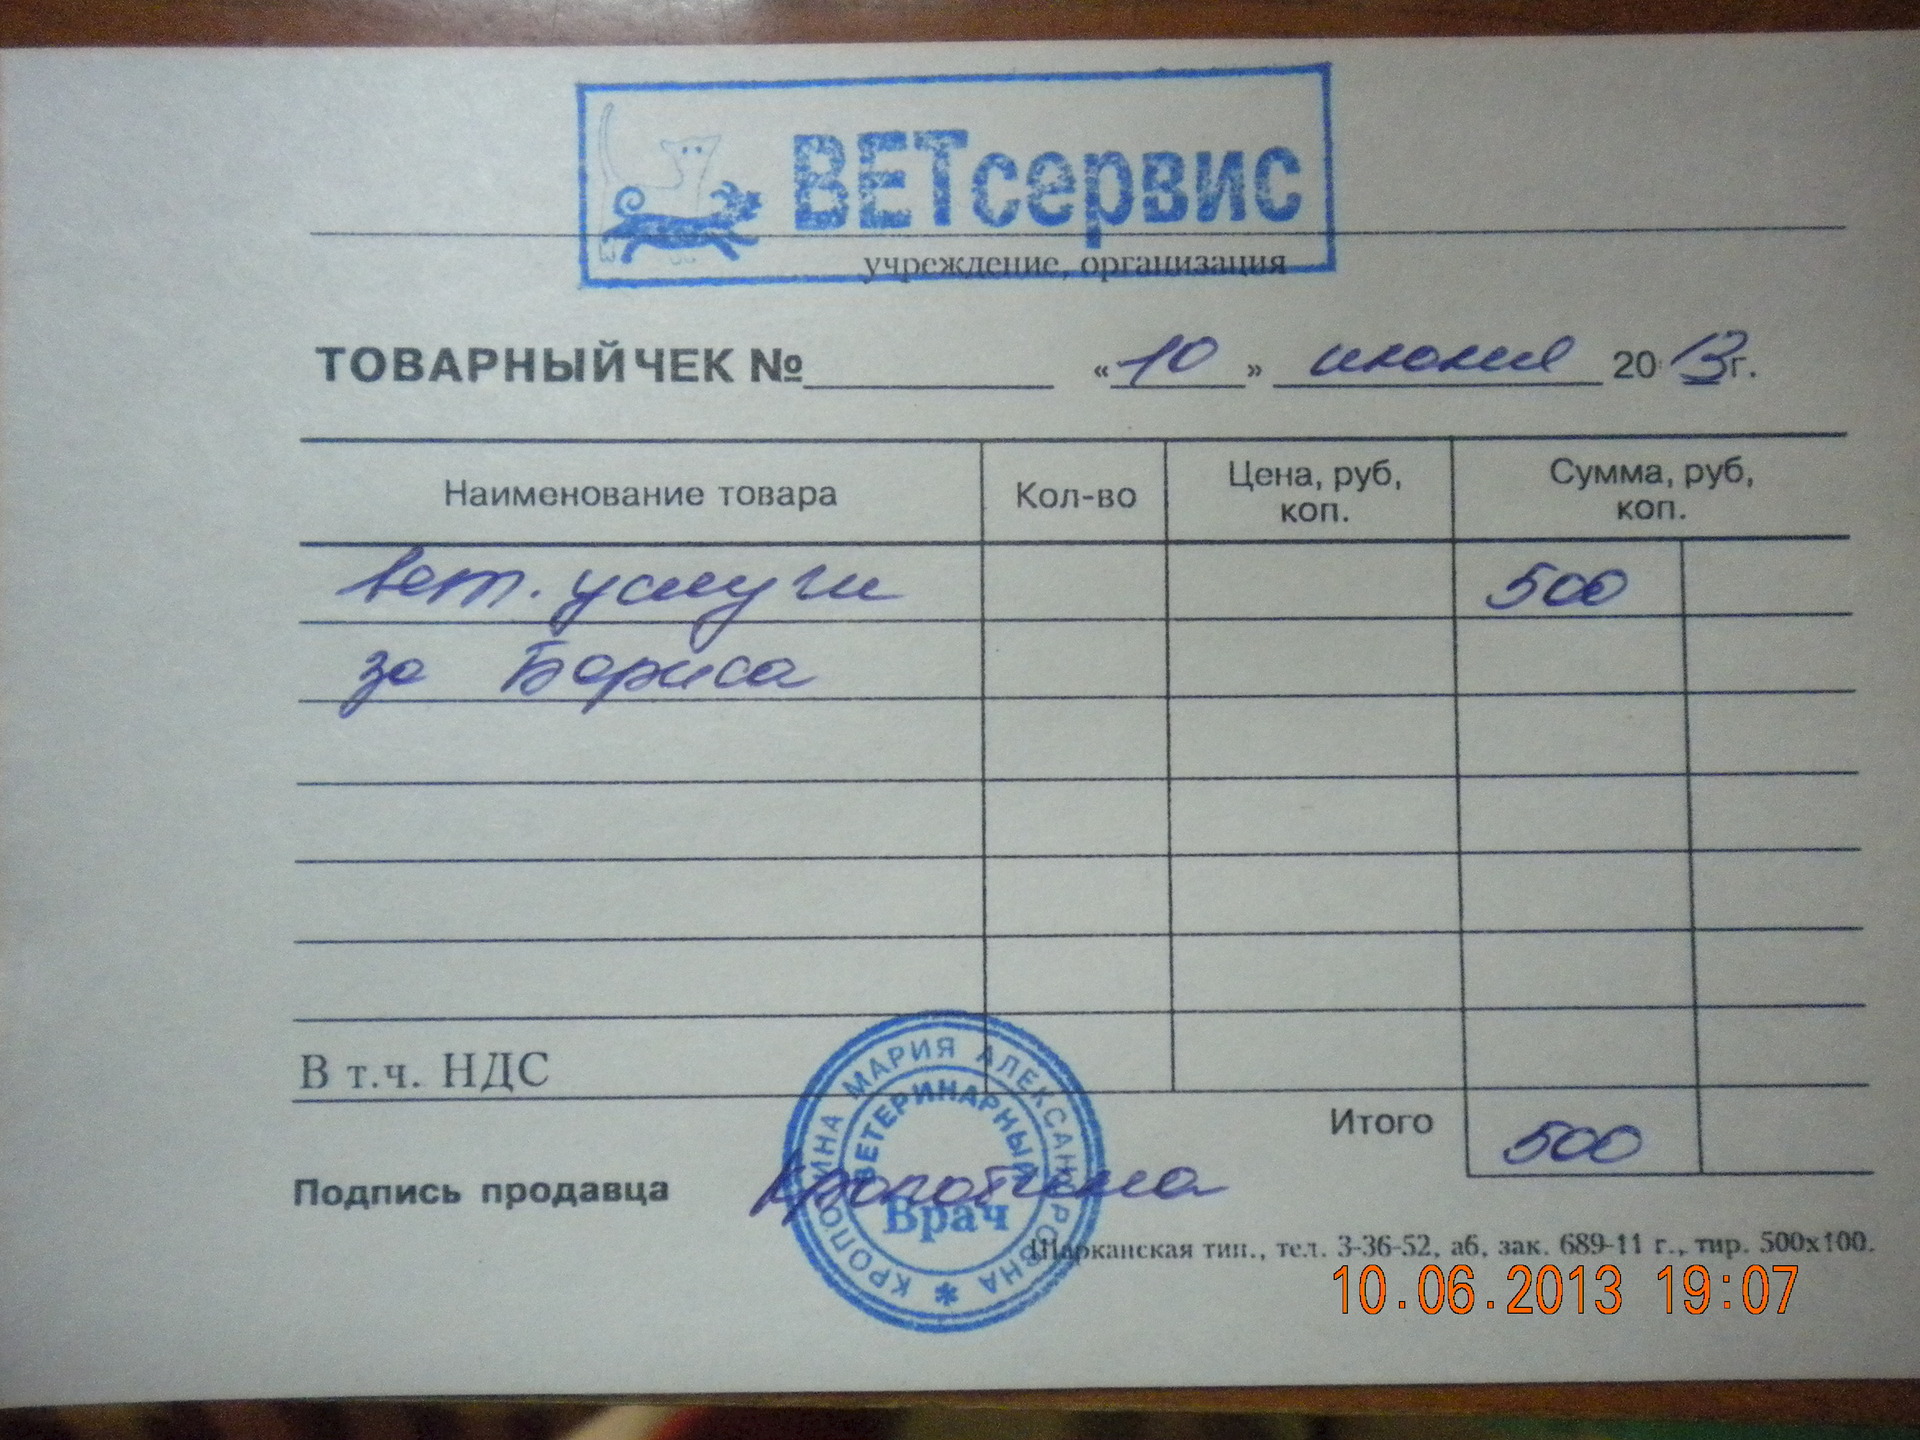 ВЕТсервис
учреждение, организация
ТОВАРНЫЙ ЧЕК № «10» июня 2013г.
Наименование товара Кол-во Цена, руб, коп. Сумма, руб, коп.
вет. услуги 500
за Бориса
В т.ч. НДС
Итого 500
Подпись продавца Кропотина
КРОПОТИНА МАРИЯ АЛЕКСАНДРОВНА *
ВЕТЕРИНАРНЫЙ
Врач
Шарканская тип., тел. 3-36-52, а6, зак. 689-11 г., тир. 500х100.
10.06.2013 19:07